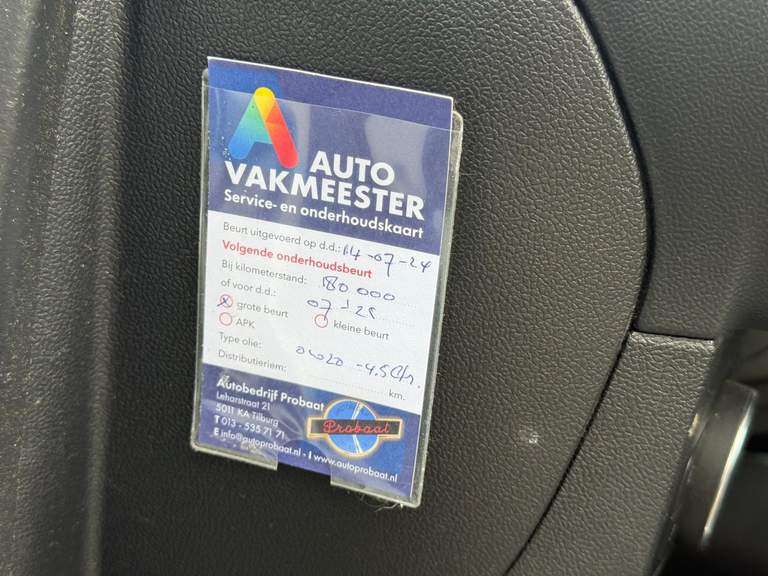 AUTO
VAKMEESTER
Service- en onderhoudskaart
Beurt uitgevoerd op d.d.: 14-07-24
Volgende onderhoudsbeurt
Bij kilometerstand: 180.000
of voor d.d.: 07-'25
grote beurt kleine beurt
APK
Type olie: 0W20 - 4.5 Ltr.
Distributieriem: km.
Autobedrijf Probaat
Leharstraat 21
5011 KA Tilburg
T 013 - 535 71 71
E info@autoprobaat.nl - I www.autoprobaat.nl
Probaat